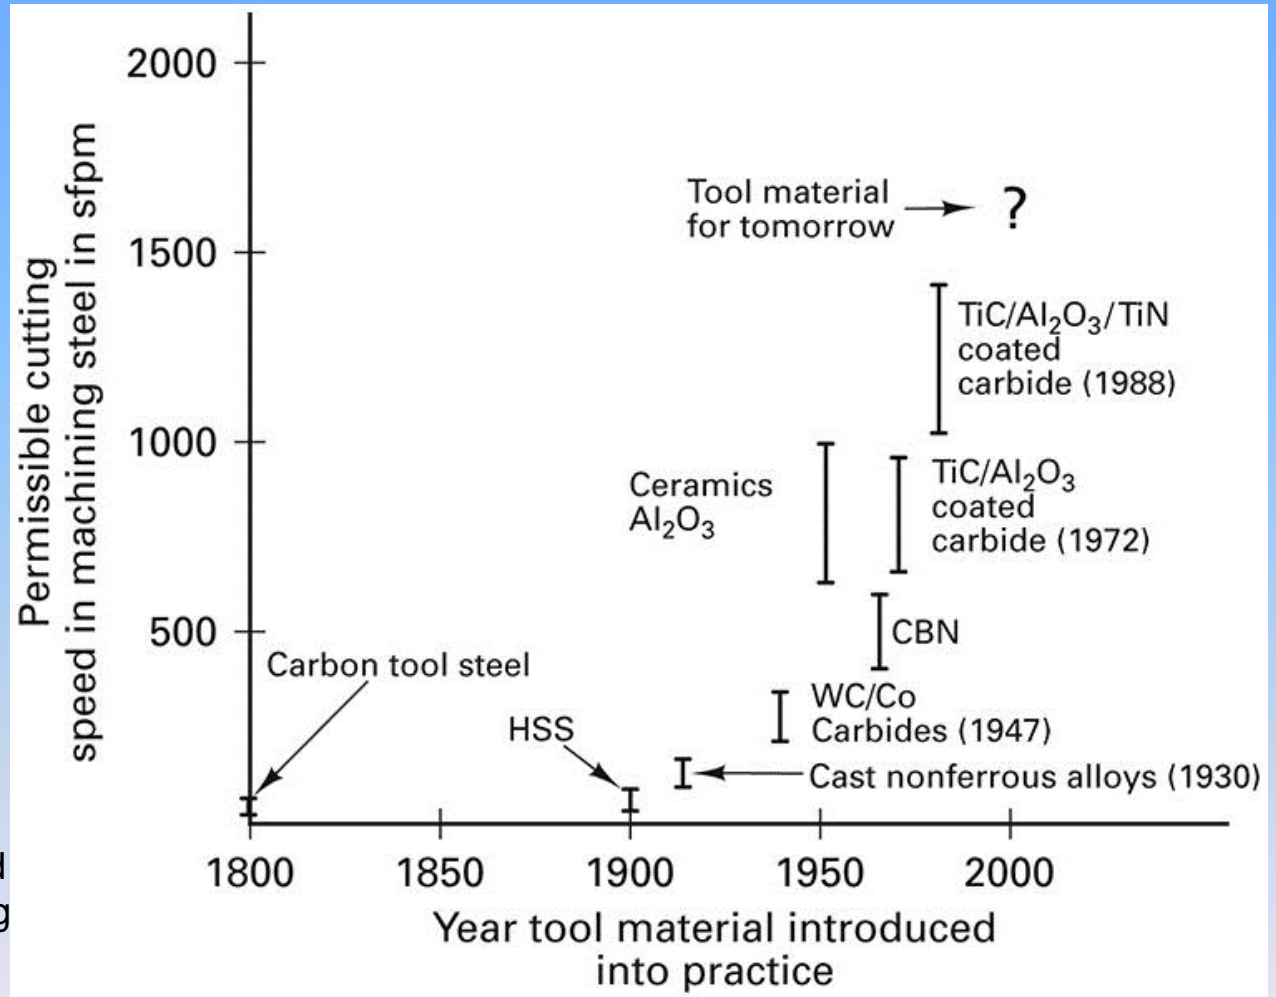 2000
1500
1000
500
Permissible cutting
speed in machining steel in sfpm
Tool material
for tomorrow
?
TiC/Al₂O₃/TiN
coated
carbide (1988)
Ceramics
Al₂O₃
TiC/Al₂O₃
coated
carbide (1972)
CBN
Carbon tool steel
WC/Co
Carbides (1947)
HSS
Cast nonferrous alloys (1930)
1800 1850 1900 1950 2000
Year tool material introduced
into practice